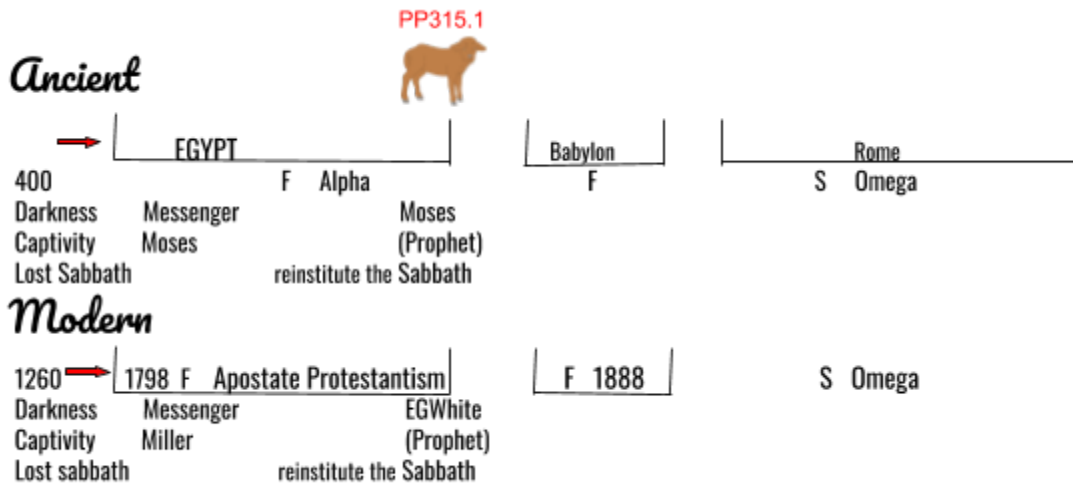 PP315.1
Ancient
EGYPT Babylon Rome
400 F Alpha F S Omega
Darkness Messenger Moses
Captivity Moses (Prophet)
Lost Sabbath reinstitute the Sabbath
Modern
1260 1798 F Apostate Protestantism F 1888 S Omega
Darkness Messenger EGWhite
Captivity Miller (Prophet)
Lost sabbath reinstitute the Sabbath